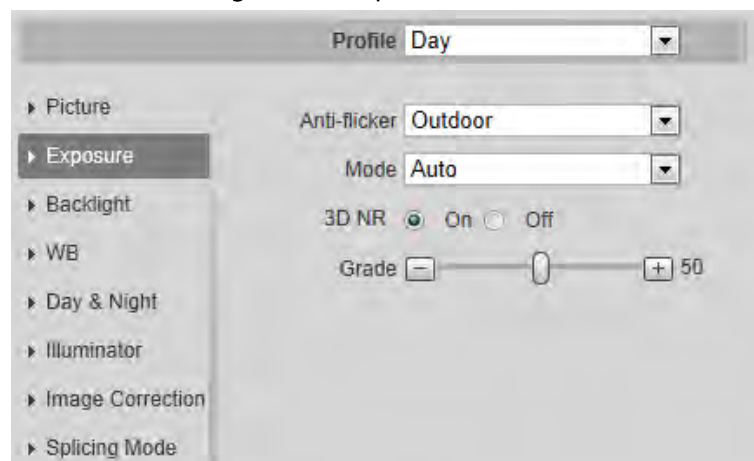 Profile Day
Picture
Exposure
Backlight
WB
Day & Night
Illuminator
Image Correction
Splicing Mode
Anti-flicker Outdoor
Mode Auto
3D NR On Off
Grade 50